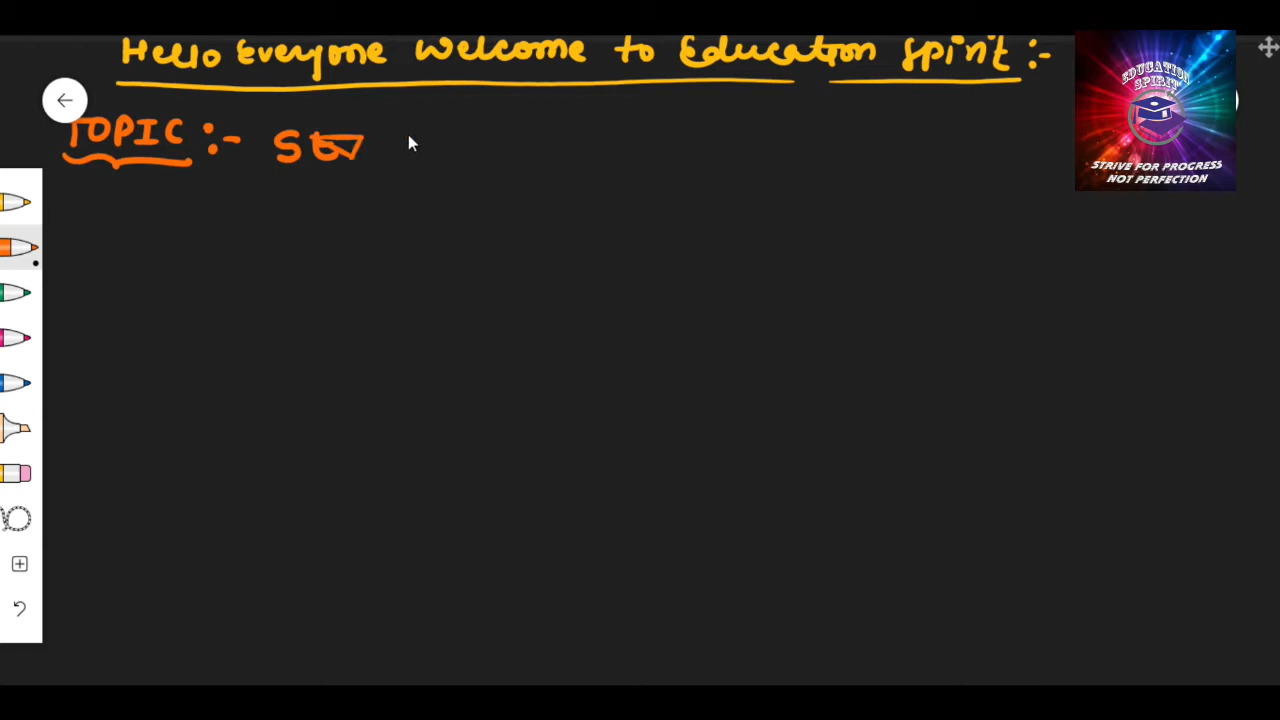 Hello Everyone Welcome to Education Spirit :-
TOPIC :- S
EDUCATION
SPIRIT
STRIVE FOR PROGRESS
NOT PERFECTION